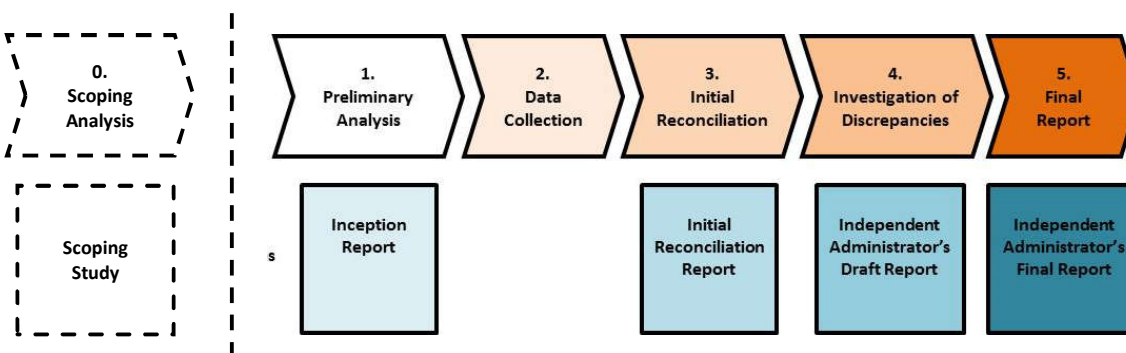 0.
Scoping
Analysis
1.
Preliminary
Analysis
2.
Data
Collection
3.
Initial
Reconciliation
4.
Investigation of
Discrepancies
5.
Final
Report
Scoping
Study
s
Inception
Report
Initial
Reconciliation
Report
Independent
Administrator's
Draft Report
Independent
Administrator's
Final Report